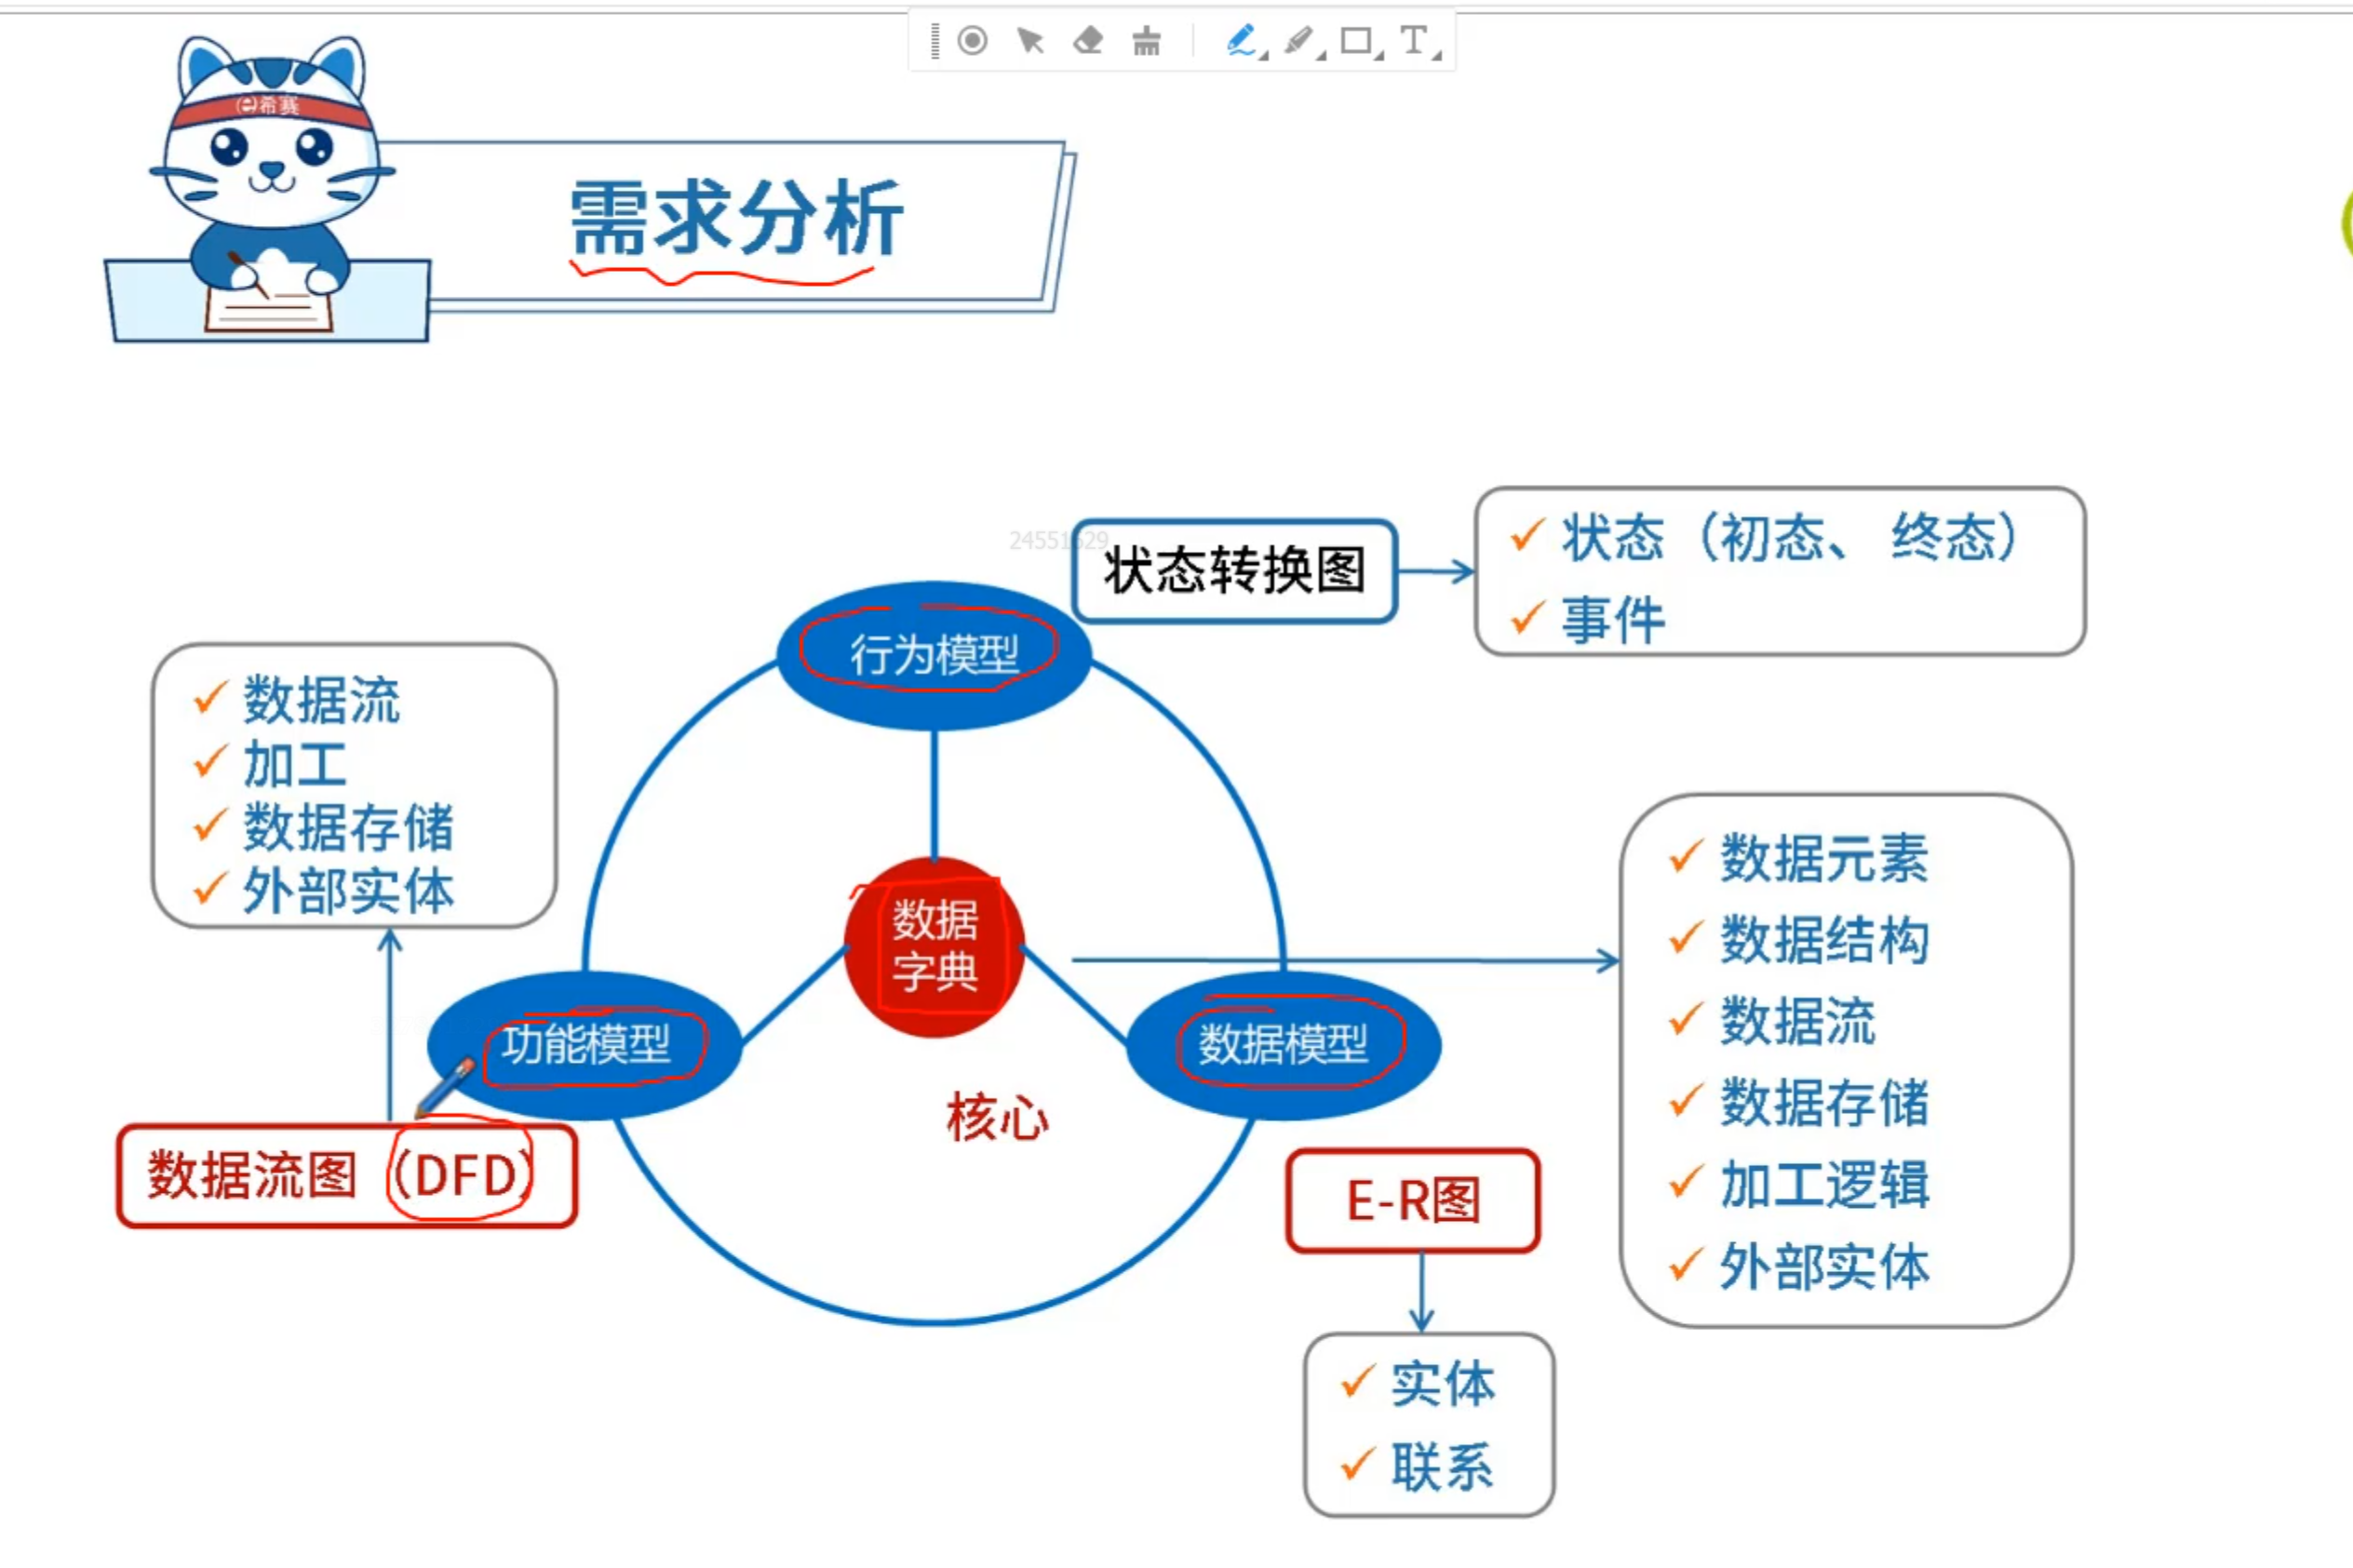 希赛
需求分析
24551629
状态转换图
状态（初态、 终态）
事件
行为模型
数据流
加工
数据存储
外部实体
数据
字典
功能模型
数据模型
核心
数据流图（DFD）
E-R图
实体
联系
数据元素
数据结构
数据流
数据存储
加工逻辑
外部实体
T